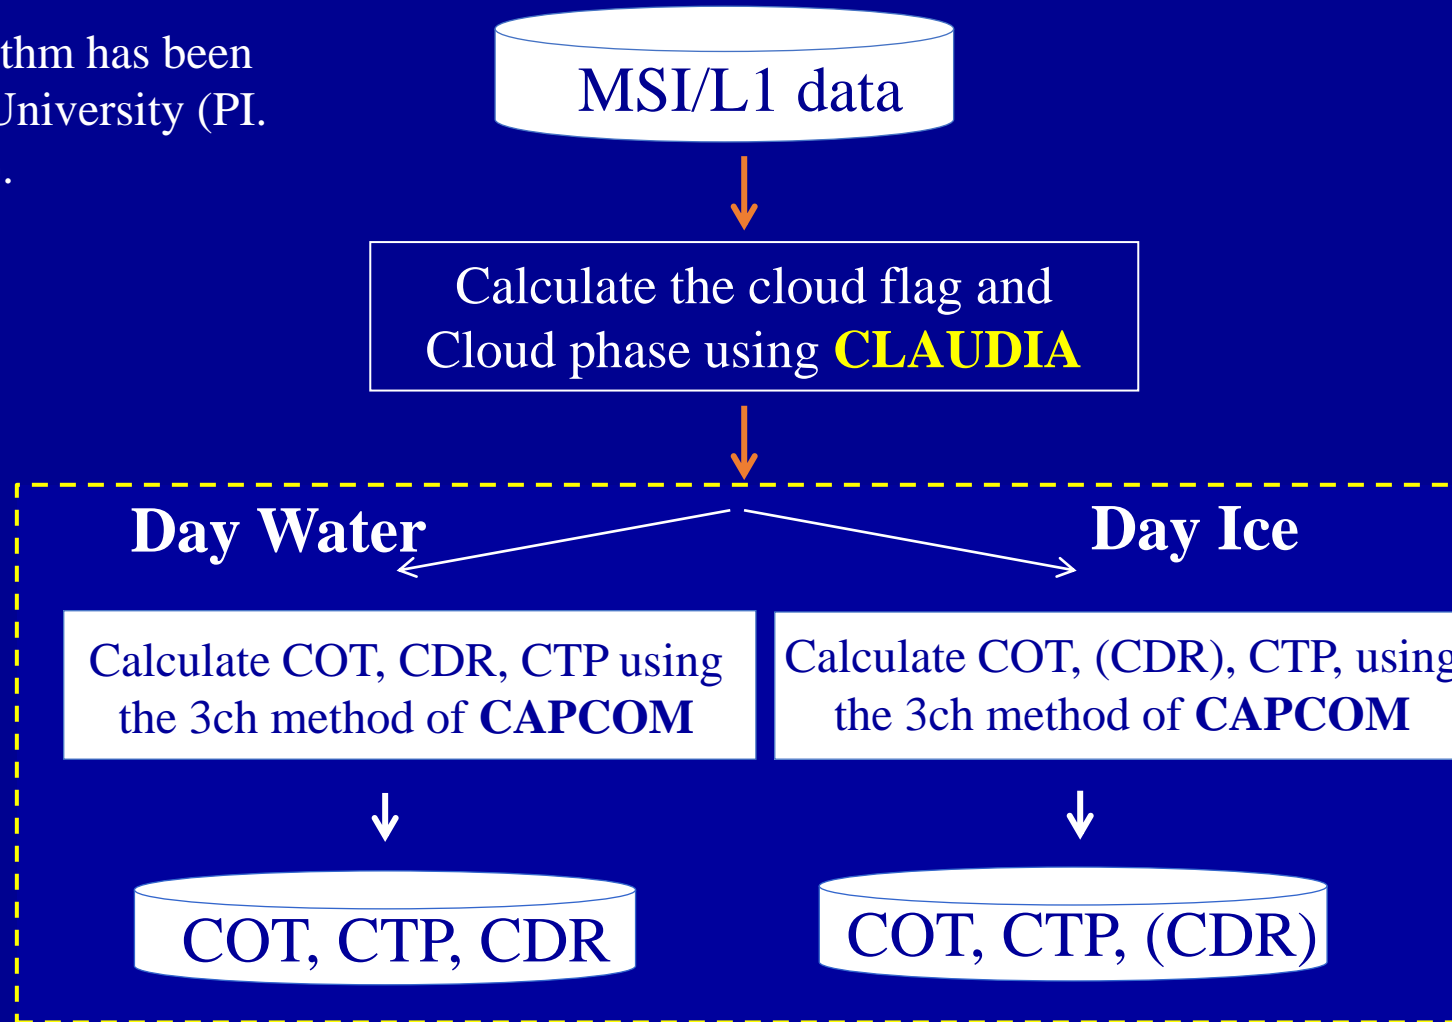 thm has been
University (PI.
.
MSI/L1 data
Calculate the cloud flag and
Cloud phase using CLAUDIA
Day Water
Day Ice
Calculate COT, CDR, CTP using
the 3ch method of CAPCOM
Calculate COT, (CDR), CTP, using
the 3ch method of CAPCOM
COT, CTP, CDR
COT, CTP, (CDR)